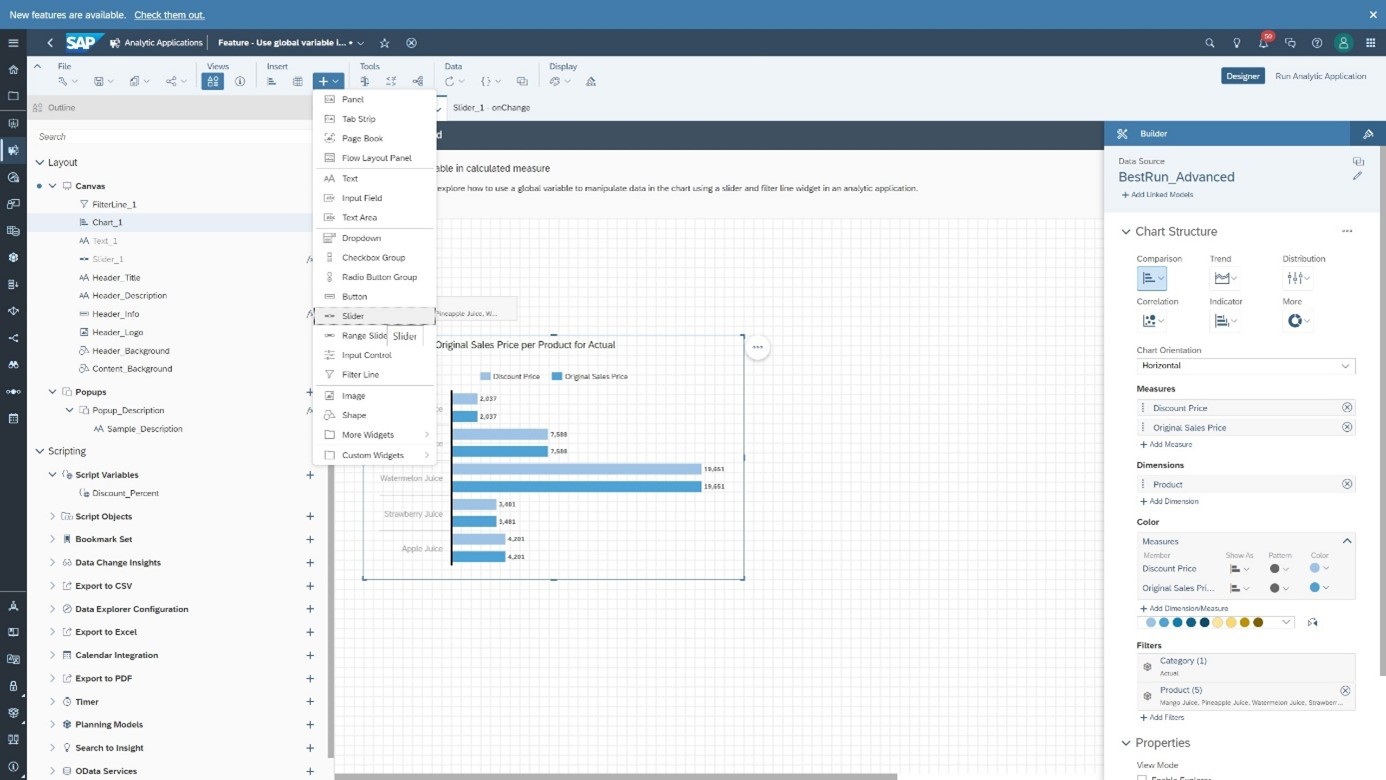 New features are available. Check them out.
SAP Analytic Applications Feature - Use global variable i... •
50
File
Views
Insert
Tools
Data
Display
Designer
Run Analytic Application
Outline
Search
Layout
Canvas
FilterLine_1
Chart_1
Text_1
Slider_1
Header_Title
Header_Description
Header_Info
Header_Logo
Header_Background
Content_Background
Popups
Popup_Description
Sample_Description
Scripting
Script Variables
Discount_Percent
Script Objects
Bookmark Set
Data Change Insights
Export to CSV
Data Explorer Configuration
Export to Excel
Calendar Integration
Export to PDF
Timer
Planning Models
Search to Insight
OData Services
Panel
Tab Strip
Page Book
Flow Layout Panel
Text
Input Field
Text Area
Dropdown
Checkbox Group
Radio Button Group
Button
Slider
Range Slide
Slider
Input Control
Filter Line
Image
Shape
More Widgets
Custom Widgets
Slider_1 - onChange
d
able in calculated measure
explore how to use a global variable to manipulate data in the chart using a slider and filter line widget in an analytic application.
Pineapple Juice, W...
Original Sales Price per Product for Actual
Discount Price
Original Sales Price
2,037
2,037
7,588
7,588
Watermelon Juice
19,651
19,651
Strawberry Juice
3,481
3,481
Apple Juice
4,201
4,201
Builder
Data Source
BestRun_Advanced
+ Add Linked Models
Chart Structure
Comparison
Trend
Distribution
Correlation
Indicator
More
Chart Orientation
Horizontal
Measures
Discount Price
Original Sales Price
+ Add Measure
Dimensions
Product
+ Add Dimension
Color
Measures
Member Show As Pattern Color
Discount Price
Original Sales Pri...
+ Add Dimension/Measure
Filters
Category (1)
Actual
Product (5)
Mango Juice, Pineapple Juice, Watermelon Juice, Strawberr...
+ Add Filters
Properties
View Mode
Enable Explorer